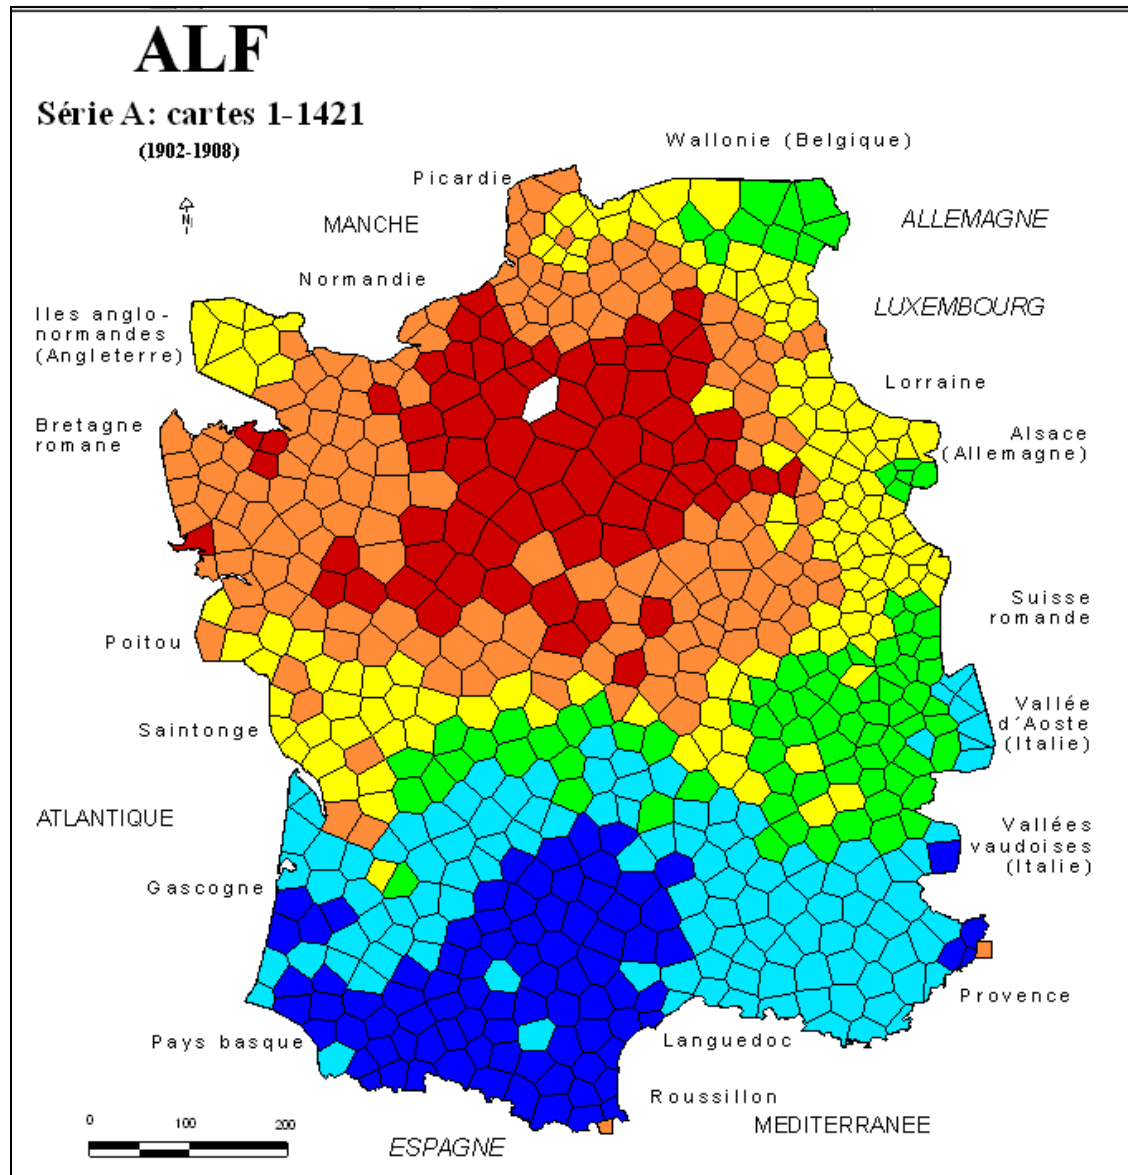 ALF
Série A: cartes 1-1421
(1902-1908)
Wallonie (Belgique)
Picardie
N
MANCHE
ALLEMAGNE
Normandie
Iles anglo-
normandes
(Angleterre)
LUXEMBOURG
Lorraine
Bretagne
romane
Alsace
(Allemagne)
Suisse
romande
Poitou
Vallée
d´Aoste
(Italie)
Saintonge
ATLANTIQUE
Vallées
vaudoises
(Italie)
Gascogne
Provence
Pays basque
Languedoc
Roussillon
MEDITERRANEE
0 100 200
ESPAGNE